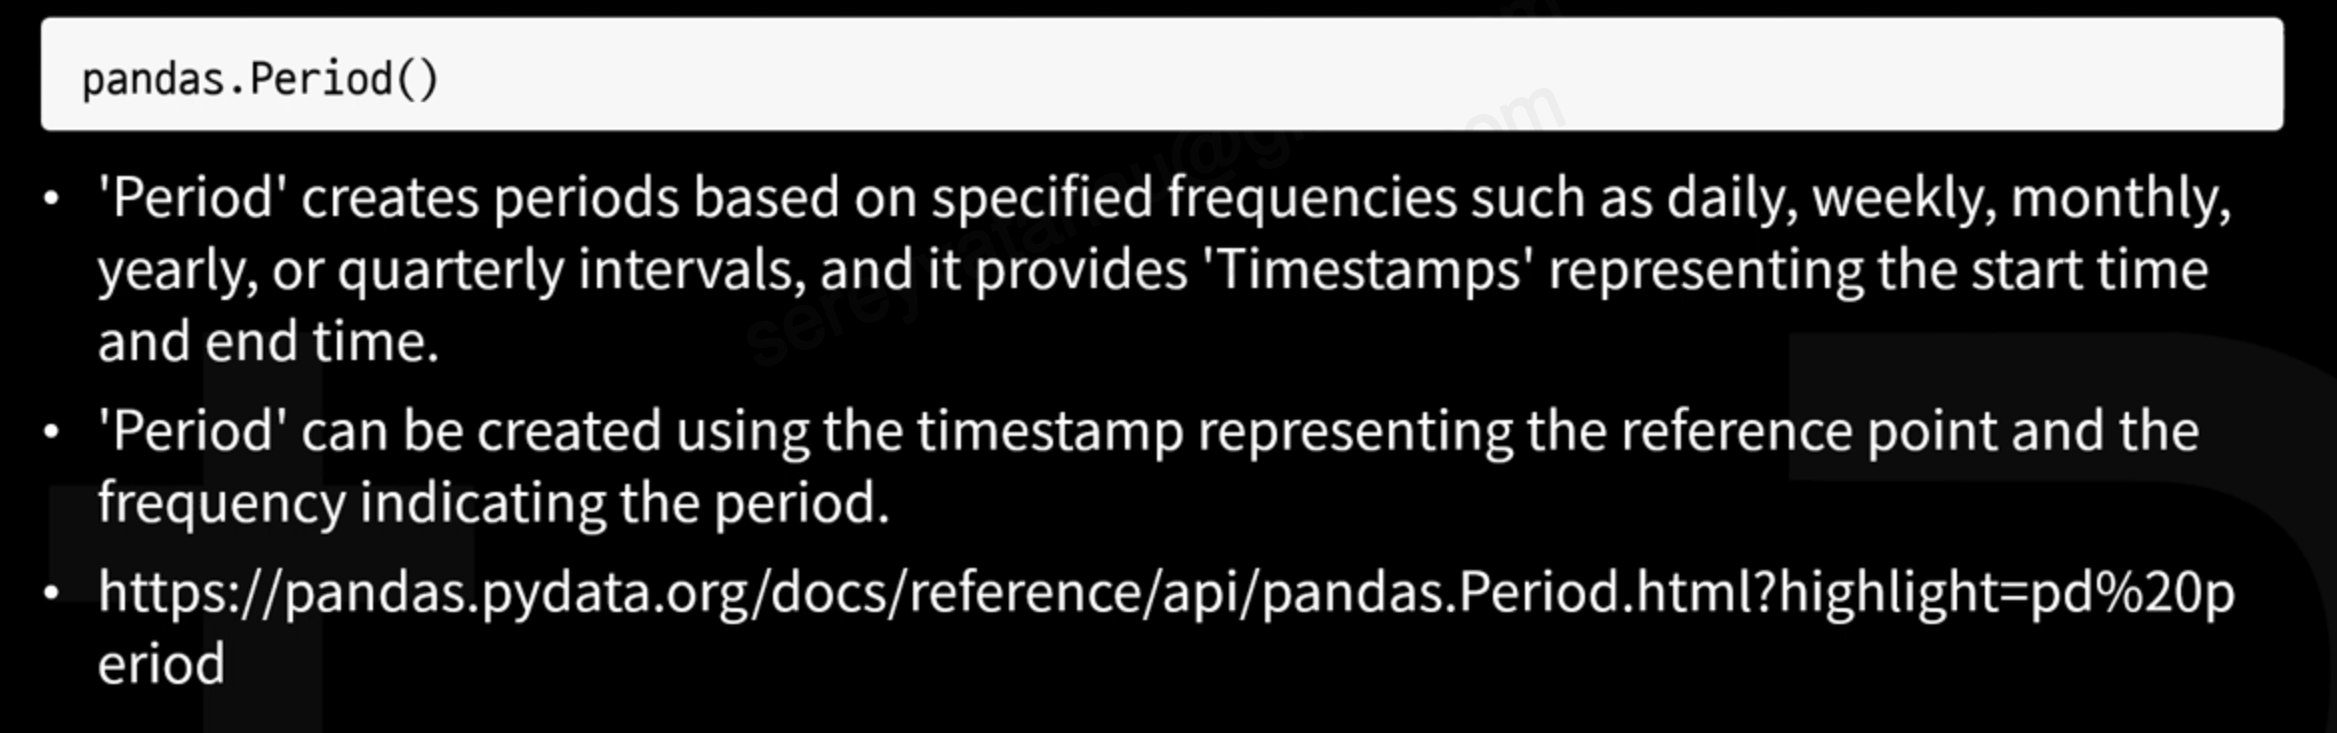 pandas.Period()
• 'Period' creates periods based on specified frequencies such as daily, weekly, monthly,
yearly, or quarterly intervals, and it provides 'Timestamps' representing the start time
and end time.
• 'Period' can be created using the timestamp representing the reference point and the
frequency indicating the period.
• https://pandas.pydata.org/docs/reference/api/pandas.Period.html?highlight=pd%20p
eriod